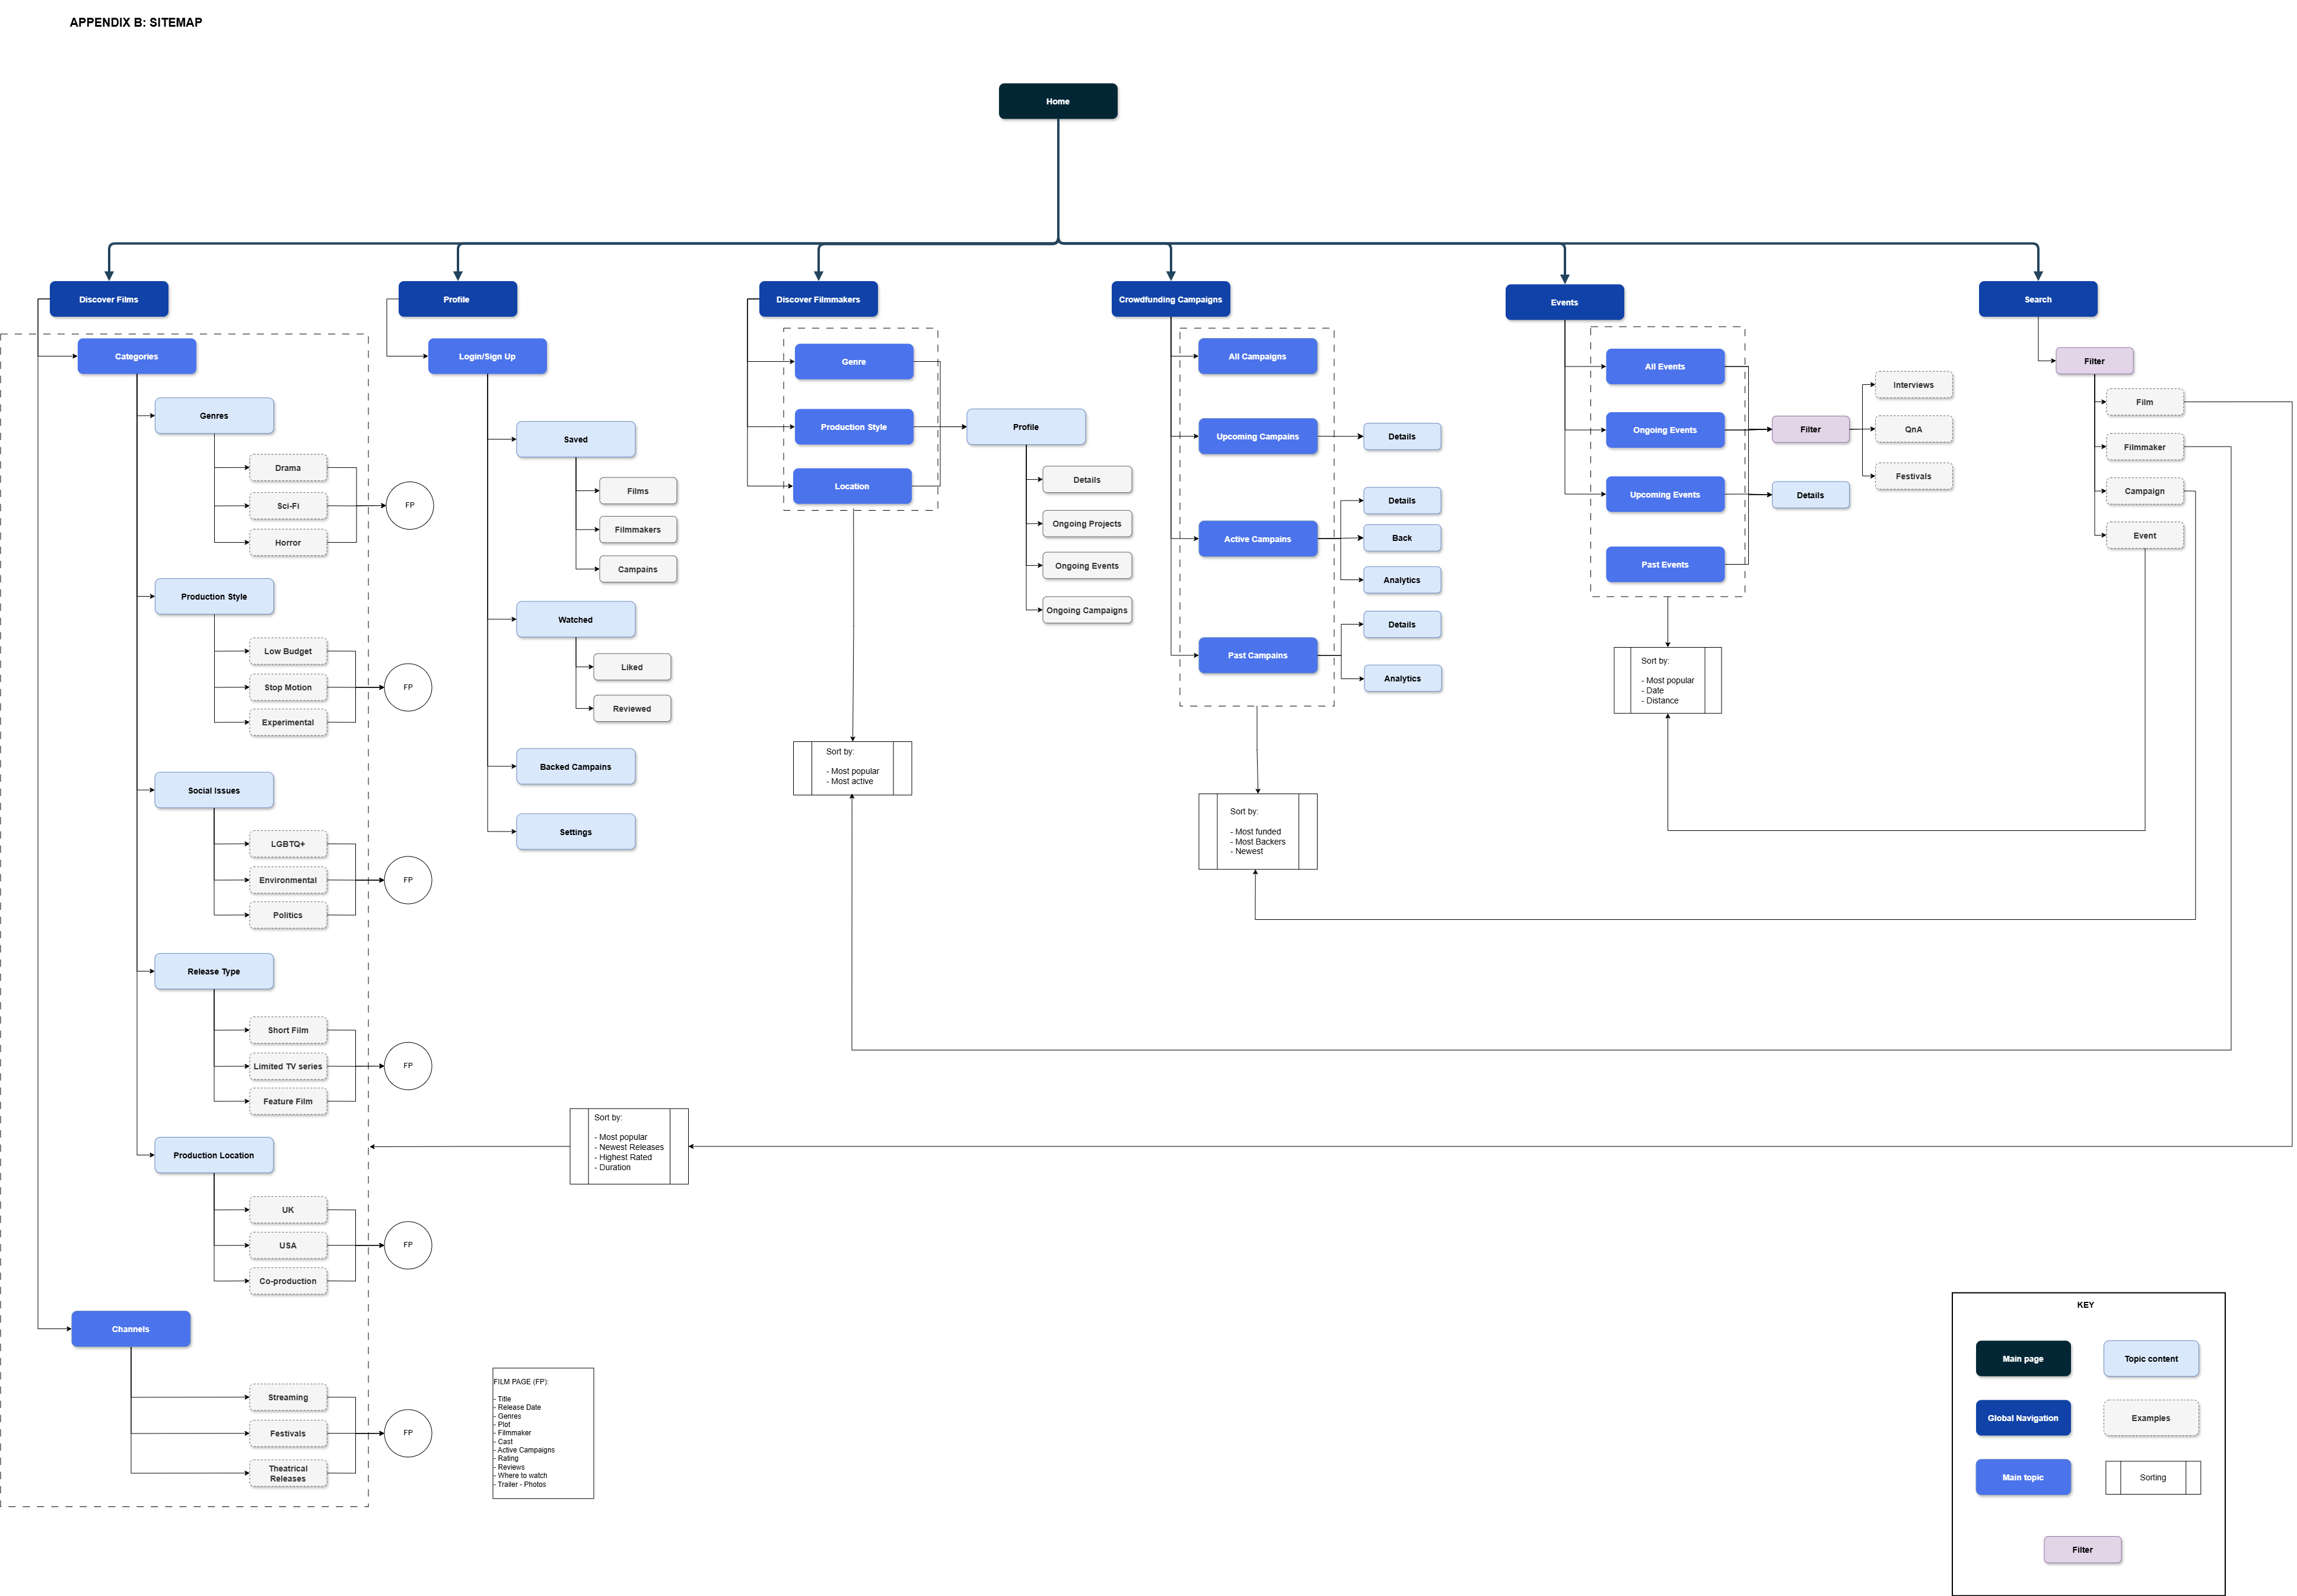 APPENDIX B: SITEMAP
Home
Discover Films
Profile
Discover Filmmakers
Crowdfunding Campaigns
Events
Search
Categories
Genres
Drama
Sci-Fi
Horror
FP
Production Style
Low Budget
Stop Motion
Experimental
FP
Social Issues
LGBTQ+
Environmental
Politics
FP
Release Type
Short Film
Limited TV series
Feature Film
FP
Production Location
UK
USA
Co-production
FP
Channels
Streaming
Festivals
Theatrical
Releases
FP
Login/Sign Up
Saved
Films
Filmmakers
Campains
Watched
Liked
Reviewed
Backed Campains
Settings
Sort by:
- Most popular
- Newest Releases
- Highest Rated
- Duration
FILM PAGE (FP):
- Title
- Release Date
- Genres
- Plot
- Filmmaker
- Cast
- Active Campaigns
- Rating
- Reviews
- Where to watch
- Trailer - Photos
Genre
Production Style
Location
Profile
Details
Ongoing Projects
Ongoing Events
Ongoing Campaigns
Sort by:
- Most popular
- Most active
All Campaigns
Upcoming Campains
Details
Active Campains
Details
Back
Analytics
Past Campains
Details
Analytics
Sort by:
- Most funded
- Most Backers
- Newest
All Events
Ongoing Events
Upcoming Events
Past Events
Filter
Details
Interviews
QnA
Festivals
Sort by:
- Most popular
- Date
- Distance
Filter
Film
Filmmaker
Campaign
Event
KEY
Main page
Topic content
Global Navigation
Examples
Main topic
Sorting
Filter